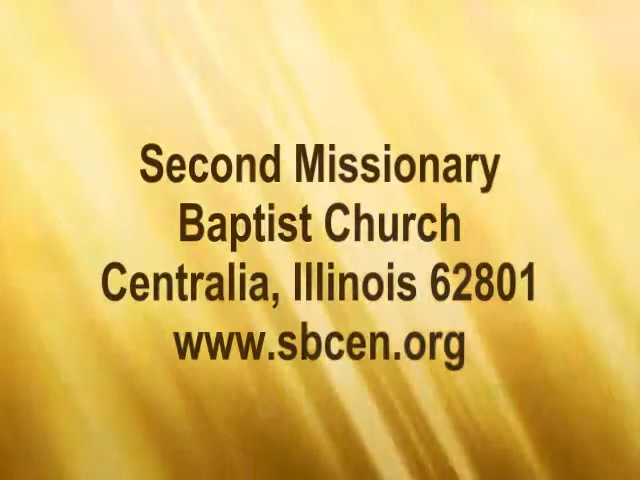 Second Missionary
Baptist Church
Centralia, Illinois 62801
www.sbcen.org